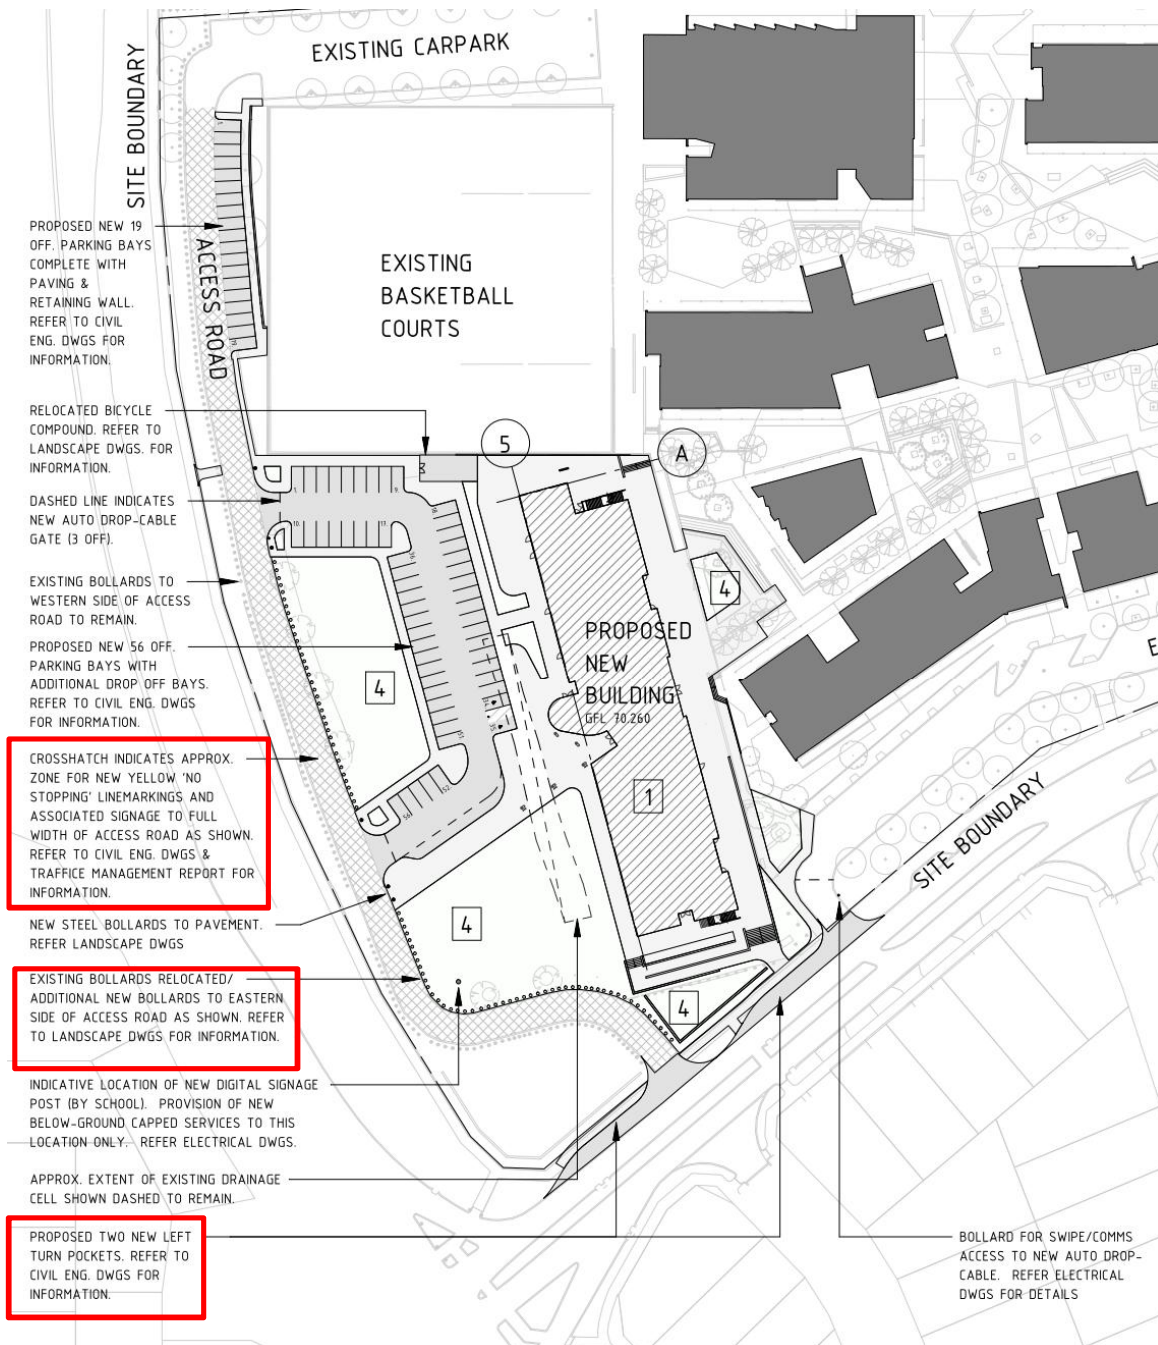 EXISTING CARPARK
SITE BOUNDARY
ACCESS ROAD
EXISTING
BASKETBALL
COURTS
PROPOSED NEW 19
OFF. PARKING BAYS
COMPLETE WITH
PAVING &
RETAINING WALL.
REFER TO CIVIL
ENG. DWGS FOR
INFORMATION.
RELOCATED BICYCLE
COMPOUND. REFER TO
LANDSCAPE DWGS. FOR
INFORMATION.
DASHED LINE INDICATES
NEW AUTO DROP-CABLE
GATE (3 OFF).
EXISTING BOLLARDS TO
WESTERN SIDE OF ACCESS
ROAD TO REMAIN.
PROPOSED NEW 56 OFF.
PARKING BAYS WITH
ADDITIONAL DROP OFF BAYS.
REFER TO CIVIL ENG. DWGS
FOR INFORMATION.
CROSSHATCH INDICATES APPROX.
ZONE FOR NEW YELLOW 'NO
STOPPING' LINEMARKINGS AND
ASSOCIATED SIGNAGE TO FULL
WIDTH OF ACCESS ROAD AS SHOWN.
REFER TO CIVIL ENG. DWGS &
TRAFFICE MANAGEMENT REPORT FOR
INFORMATION.
NEW STEEL BOLLARDS TO PAVEMENT.
REFER LANDSCAPE DWGS
EXISTING BOLLARDS RELOCATED/
ADDITIONAL NEW BOLLARDS TO EASTERN
SIDE OF ACCESS ROAD AS SHOWN. REFER
TO LANDSCAPE DWGS FOR INFORMATION.
INDICATIVE LOCATION OF NEW DIGITAL SIGNAGE
POST (BY SCHOOL). PROVISION OF NEW
BELOW-GROUND CAPPED SERVICES TO THIS
LOCATION ONLY. REFER ELECTRICAL DWGS.
APPROX. EXTENT OF EXISTING DRAINAGE
CELL SHOWN DASHED TO REMAIN.
PROPOSED TWO NEW LEFT
TURN POCKETS. REFER TO
CIVIL ENG. DWGS FOR
INFORMATION.
5
A
PROPOSED
NEW
BUILDING
GFL 70.260
1
4
4
4
4
E
SITE BOUNDARY
BOLLARD FOR SWIPE/COMMS
ACCESS TO NEW AUTO DROP-
CABLE. REFER ELECTRICAL
DWGS FOR DETAILS